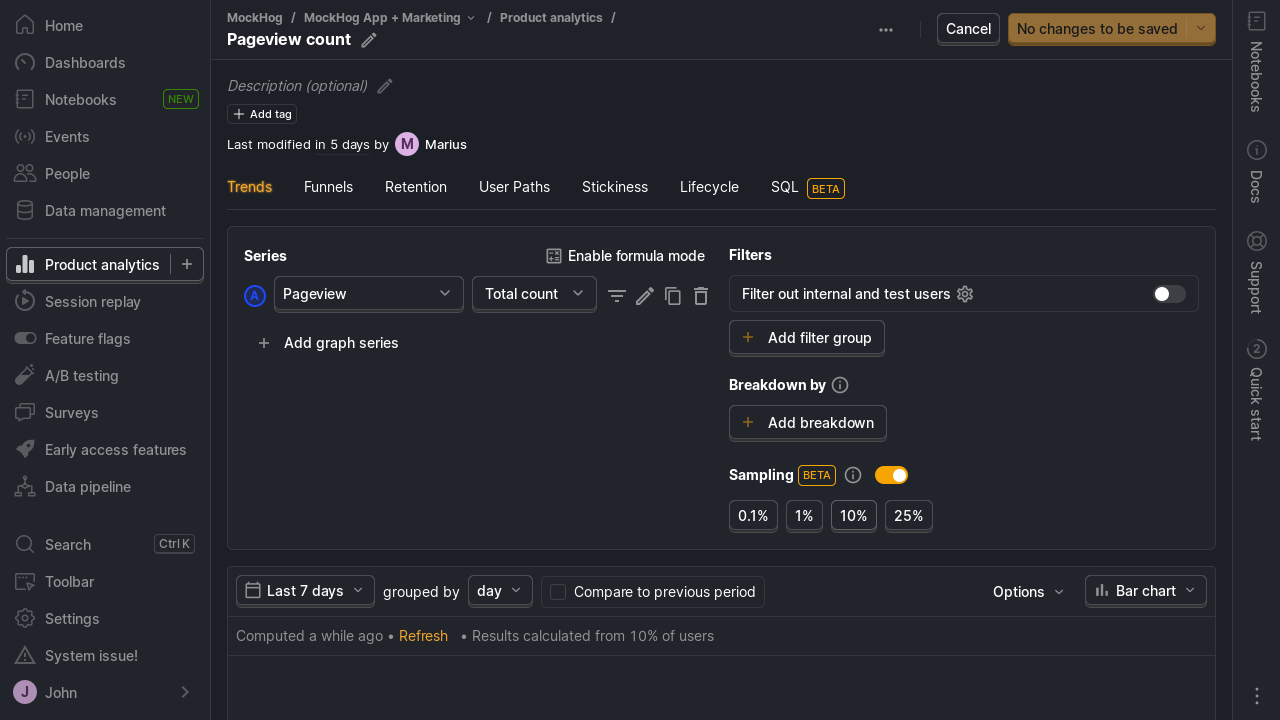 Home
Dashboards
Notebooks NEW
Events
People
Data management
Product analytics
Session replay
Feature flags
A/B testing
Surveys
Early access features
Data pipeline
Search Ctrl K
Toolbar
Settings
System issue!
J John
MockHog / MockHog App + Marketing / Product analytics /
Pageview count
Cancel No changes to be saved
Description (optional)
Add tag
Last modified in 5 days by M Marius
Trends Funnels Retention User Paths Stickiness Lifecycle SQL BETA
Series Enable formula mode
A Pageview Total count
Add graph series
Filters
Filter out internal and test users
Add filter group
Breakdown by
Add breakdown
Sampling BETA
0.1% 1% 10% 25%
Last 7 days grouped by day Compare to previous period Options Bar chart
Computed a while ago • Refresh • Results calculated from 10% of users
Notebooks
Docs
Support
2 Quick start